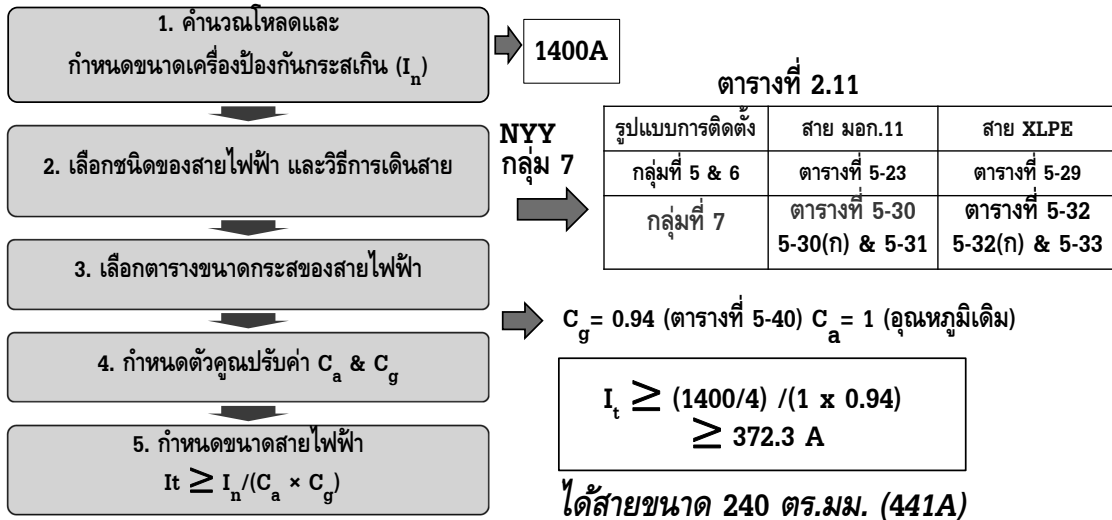 1. คำนวณโหลดและ
กำหนดขนาดเครื่องป้องกันกระแสเกิน (In)
1400A
2. เลือกชนิดของสายไฟฟ้า และวิธีการเดินสาย
NYY
กลุ่ม 7
ตารางที่ 2.11
รูปแบบการติดตั้ง สาย มอก.11 สาย XLPE
กลุ่มที่ 5 & 6 ตารางที่ 5-23 ตารางที่ 5-29
กลุ่มที่ 7 ตารางที่ 5-30 ตารางที่ 5-32
5-30(ก) & 5-31 5-32(ก) & 5-33
3. เลือกตารางขนาดกระสของสายไฟฟ้า
4. กำหนดตัวคูณปรับค่า Ca & Cg
Cg= 0.94 (ตารางที่ 5-40) Ca= 1 (อุณหภูมิเดิม)
5. กำหนดขนาดสายไฟฟ้า
It ≥ In/(Ca × Cg)
It ≥ (1400/4) /(1 x 0.94)
≥ 372.3 A
ได้สายขนาด 240 ตร.มม. (441A)